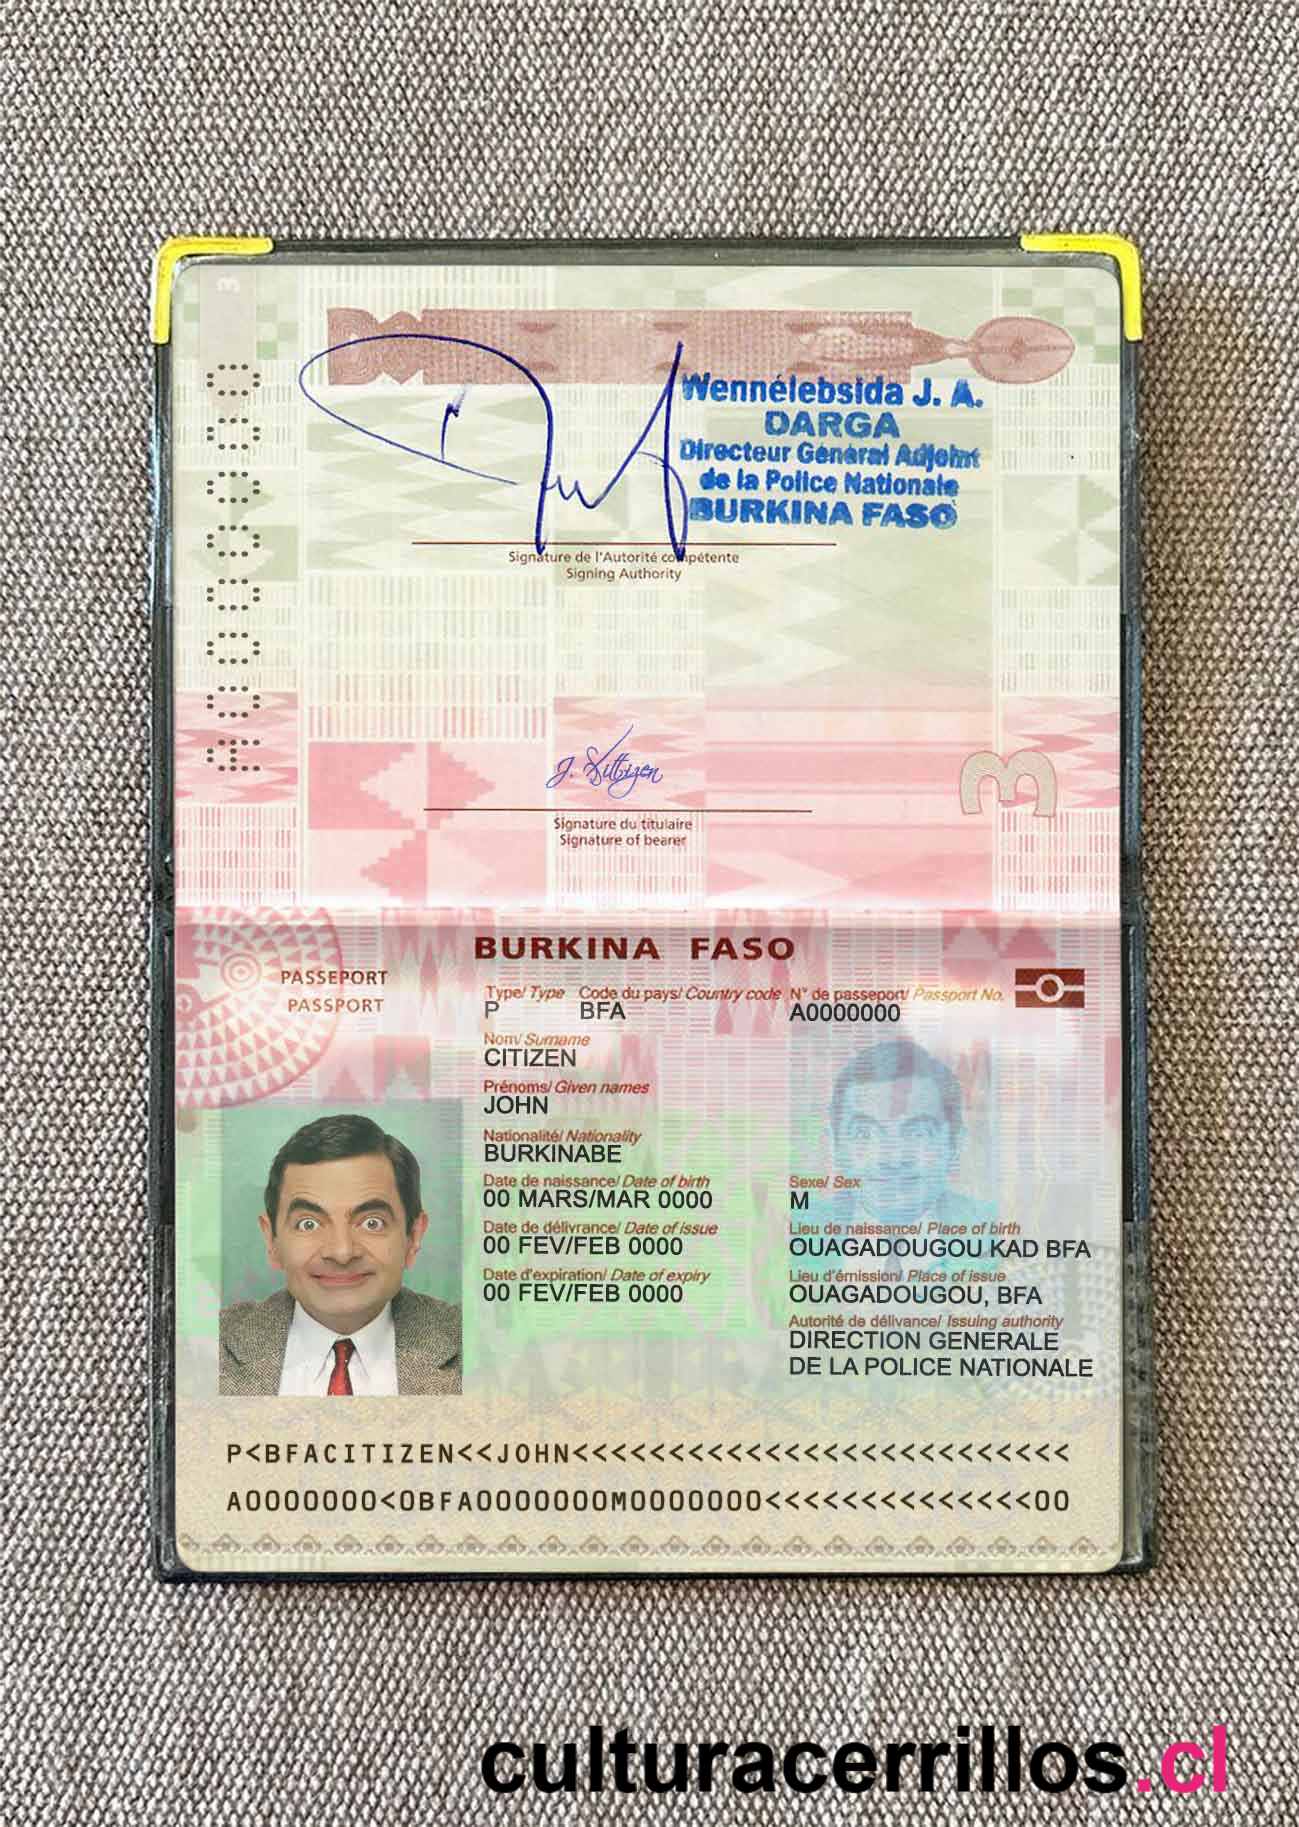 3
A0000000
Wennélebsida J. A.
DARGA
Directeur Général Adjoint
de la Police Nationale
BURKINA FASO
Signature de l'Autorité compétente
Signing Authority
J. Sittizen
Signature du titulaire
Signature of bearer
3
BURKINA FASO
PASSEPORT
PASSPORT
Type/ Type Code du pays/ Country code N° de passeport/ Passport No.
P BFA A0000000
Nom/ Surname
CITIZEN
Prénoms/ Given names
JOHN
Nationalité/ Nationality
BURKINABE
Date de naissance/ Date of birth Sexe/ Sex
00 MARS/MAR 0000 M
Date de délivrance/ Date of issue Lieu de naissance/ Place of birth
00 FEV/FEB 0000 OUAGADOUGOU KAD BFA
Date d'expiration/ Date of expiry Lieu d'émission/ Place of issue
00 FEV/FEB 0000 OUAGADOUGOU, BFA
Autorité de délivance/ Issuing authority
DIRECTION GENERALE
DE LA POLICE NATIONALE
P<BFACITIZEN<<JOHN<<<<<<<<<<<<<<<<<<<<<<<<<<
A0000000<0BFA0000000M0000000<<<<<<<<<<<<<<00
culturacerrillos.cl